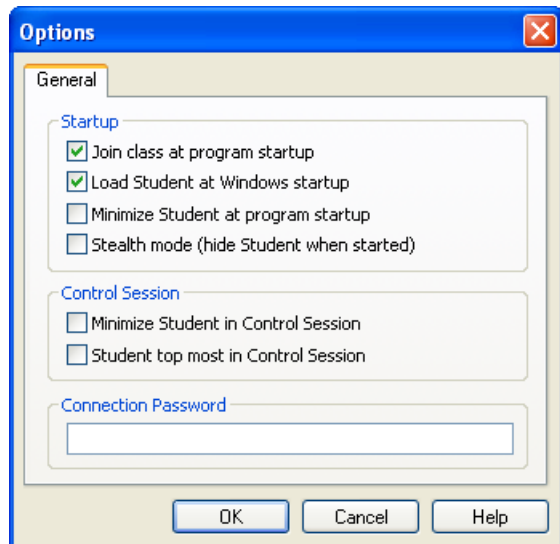 Options
General
Startup
Join class at program startup
Load Student at Windows startup
Minimize Student at program startup
Stealth mode (hide Student when started)
Control Session
Minimize Student in Control Session
Student top most in Control Session
Connection Password
OK Cancel Help